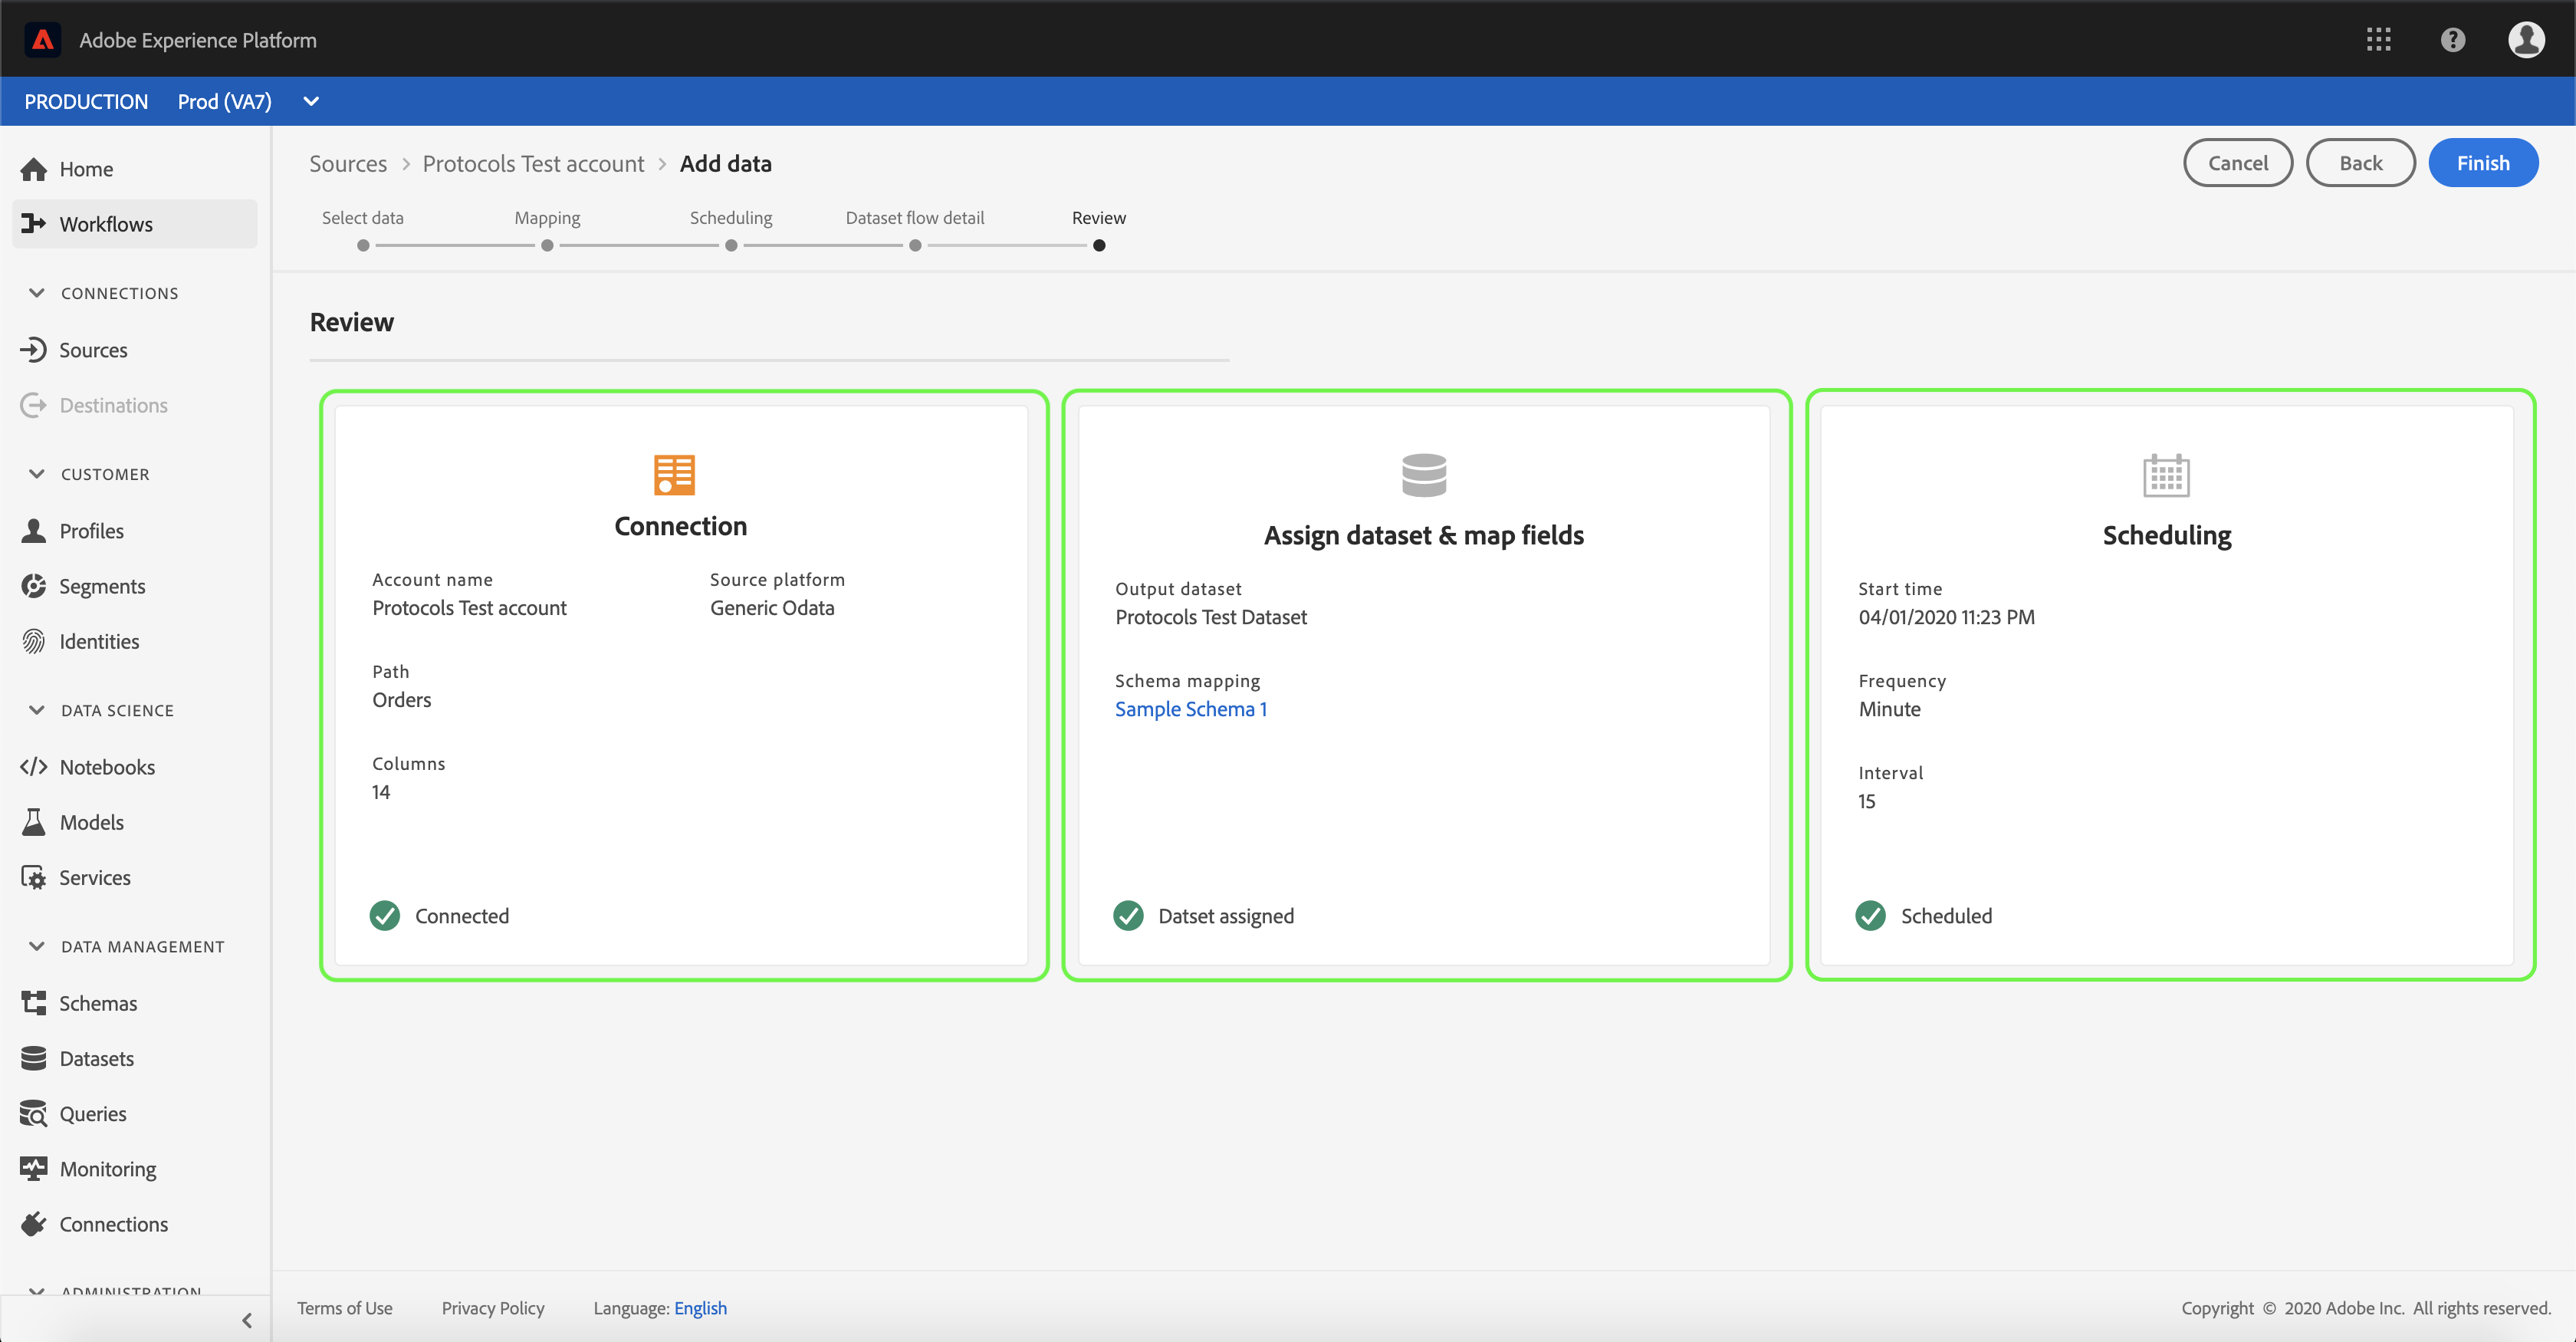 Adobe Experience Platform
PRODUCTION Prod (VA7)
Home
Workflows
CONNECTIONS
Sources
Destinations
CUSTOMER
Profiles
Segments
Identities
DATA SCIENCE
Notebooks
Models
Services
DATA MANAGEMENT
Schemas
Datasets
Queries
Monitoring
Connections
ADMINISTRATION
Sources > Protocols Test account > Add data
Cancel Back Finish
Select data Mapping Scheduling Dataset flow detail Review
Review
Connection
Account name Source platform
Protocols Test account Generic Odata
Path
Orders
Columns
14
Connected
Assign dataset & map fields
Output dataset
Protocols Test Dataset
Schema mapping
Sample Schema 1
Datset assigned
Scheduling
Start time
04/01/2020 11:23 PM
Frequency
Minute
Interval
15
Scheduled
Terms of Use Privacy Policy Language: English
Copyright © 2020 Adobe Inc. All rights reserved.